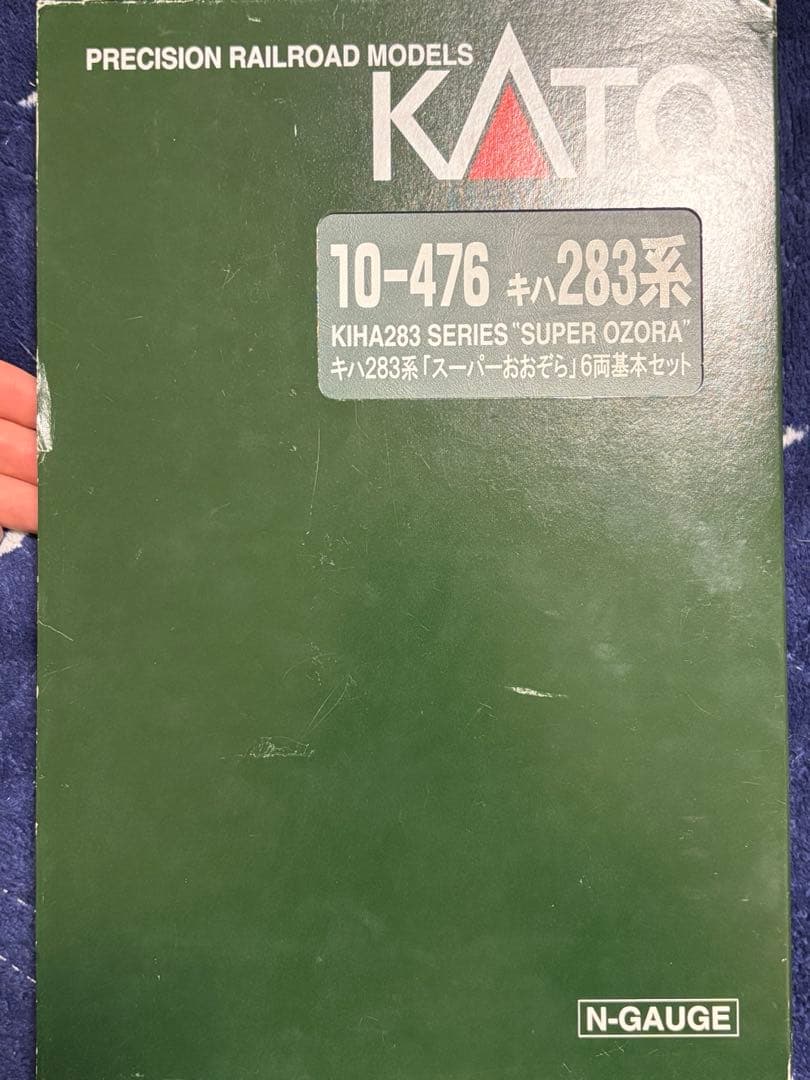 PRECISION RAILROAD MODELS
KATO
10-476 キハ283系
KIHA283 SERIES "SUPER OZORA"
キハ283系「スーパーおおぞら」6両基本セット
N-GAUGE